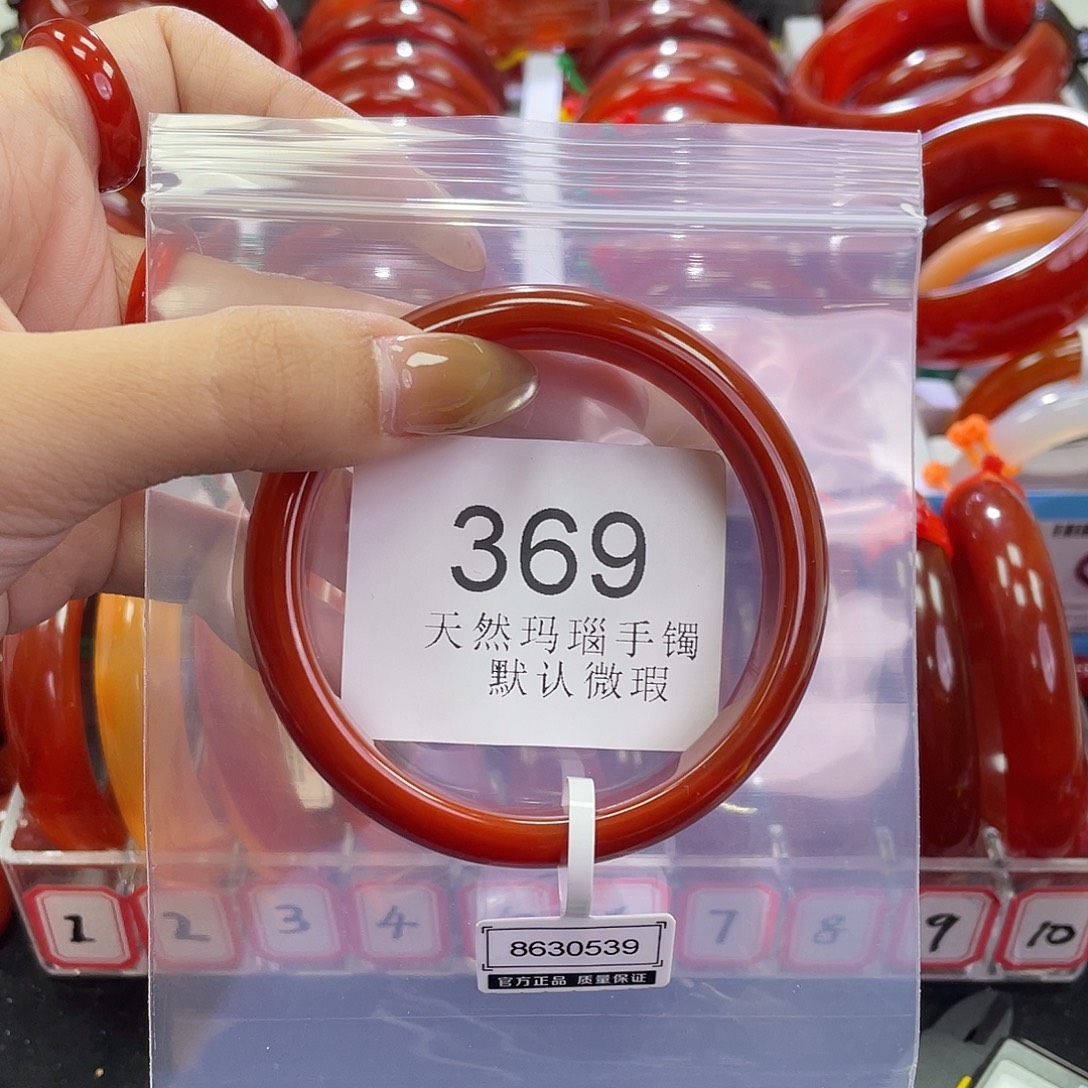 369
天然玛瑙手镯
默认微瑕
1 2 3 4 7 8 9 10
8630539
官方正品 质量保证